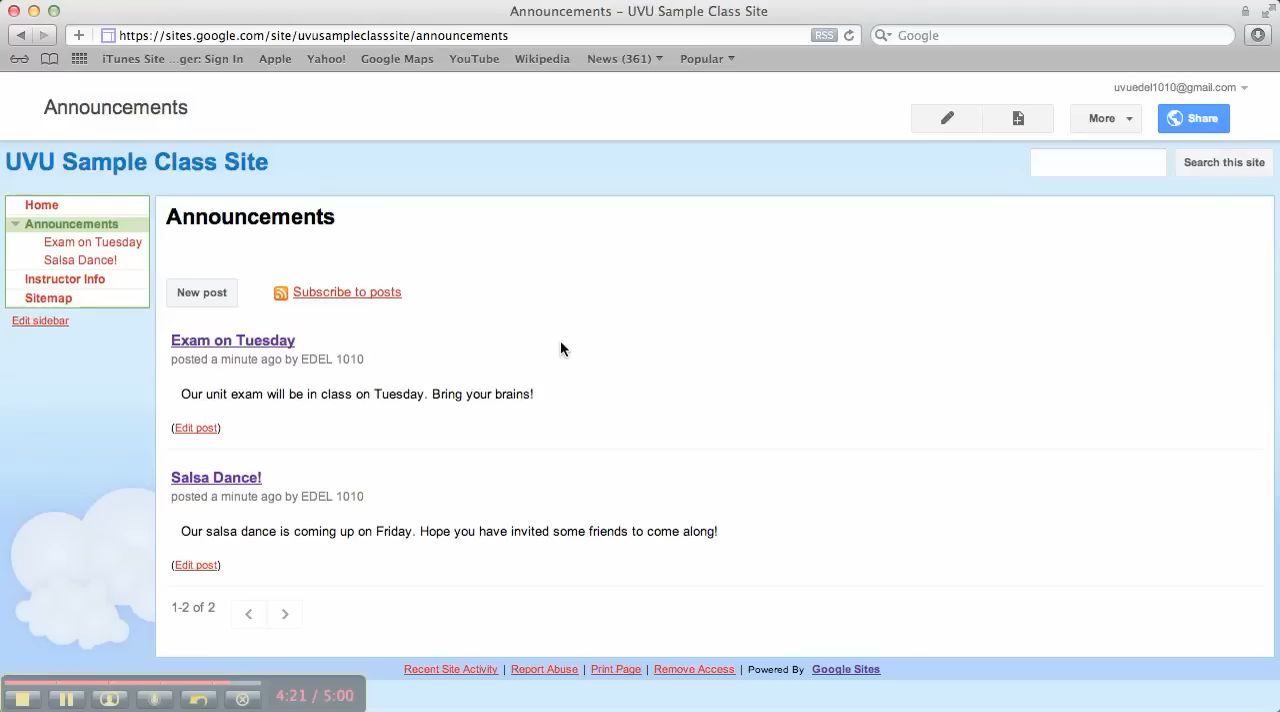 Announcements – UVU Sample Class Site
https://sites.google.com/site/uvusampleclasssite/announcements RSS Google
iTunes Site ...ger: Sign In Apple Yahoo! Google Maps YouTube Wikipedia News (361) Popular
uvuedel1010@gmail.com
Announcements More Share
UVU Sample Class Site Search this site
Home
Announcements
Exam on Tuesday
Salsa Dance!
Instructor Info
Sitemap
Edit sidebar
Announcements
New post Subscribe to posts
Exam on Tuesday
posted a minute ago by EDEL 1010
Our unit exam will be in class on Tuesday. Bring your brains!
(Edit post)
Salsa Dance!
posted a minute ago by EDEL 1010
Our salsa dance is coming up on Friday. Hope you have invited some friends to come along!
(Edit post)
1-2 of 2
Recent Site Activity | Report Abuse | Print Page | Remove Access | Powered By Google Sites
4:21 / 5:00